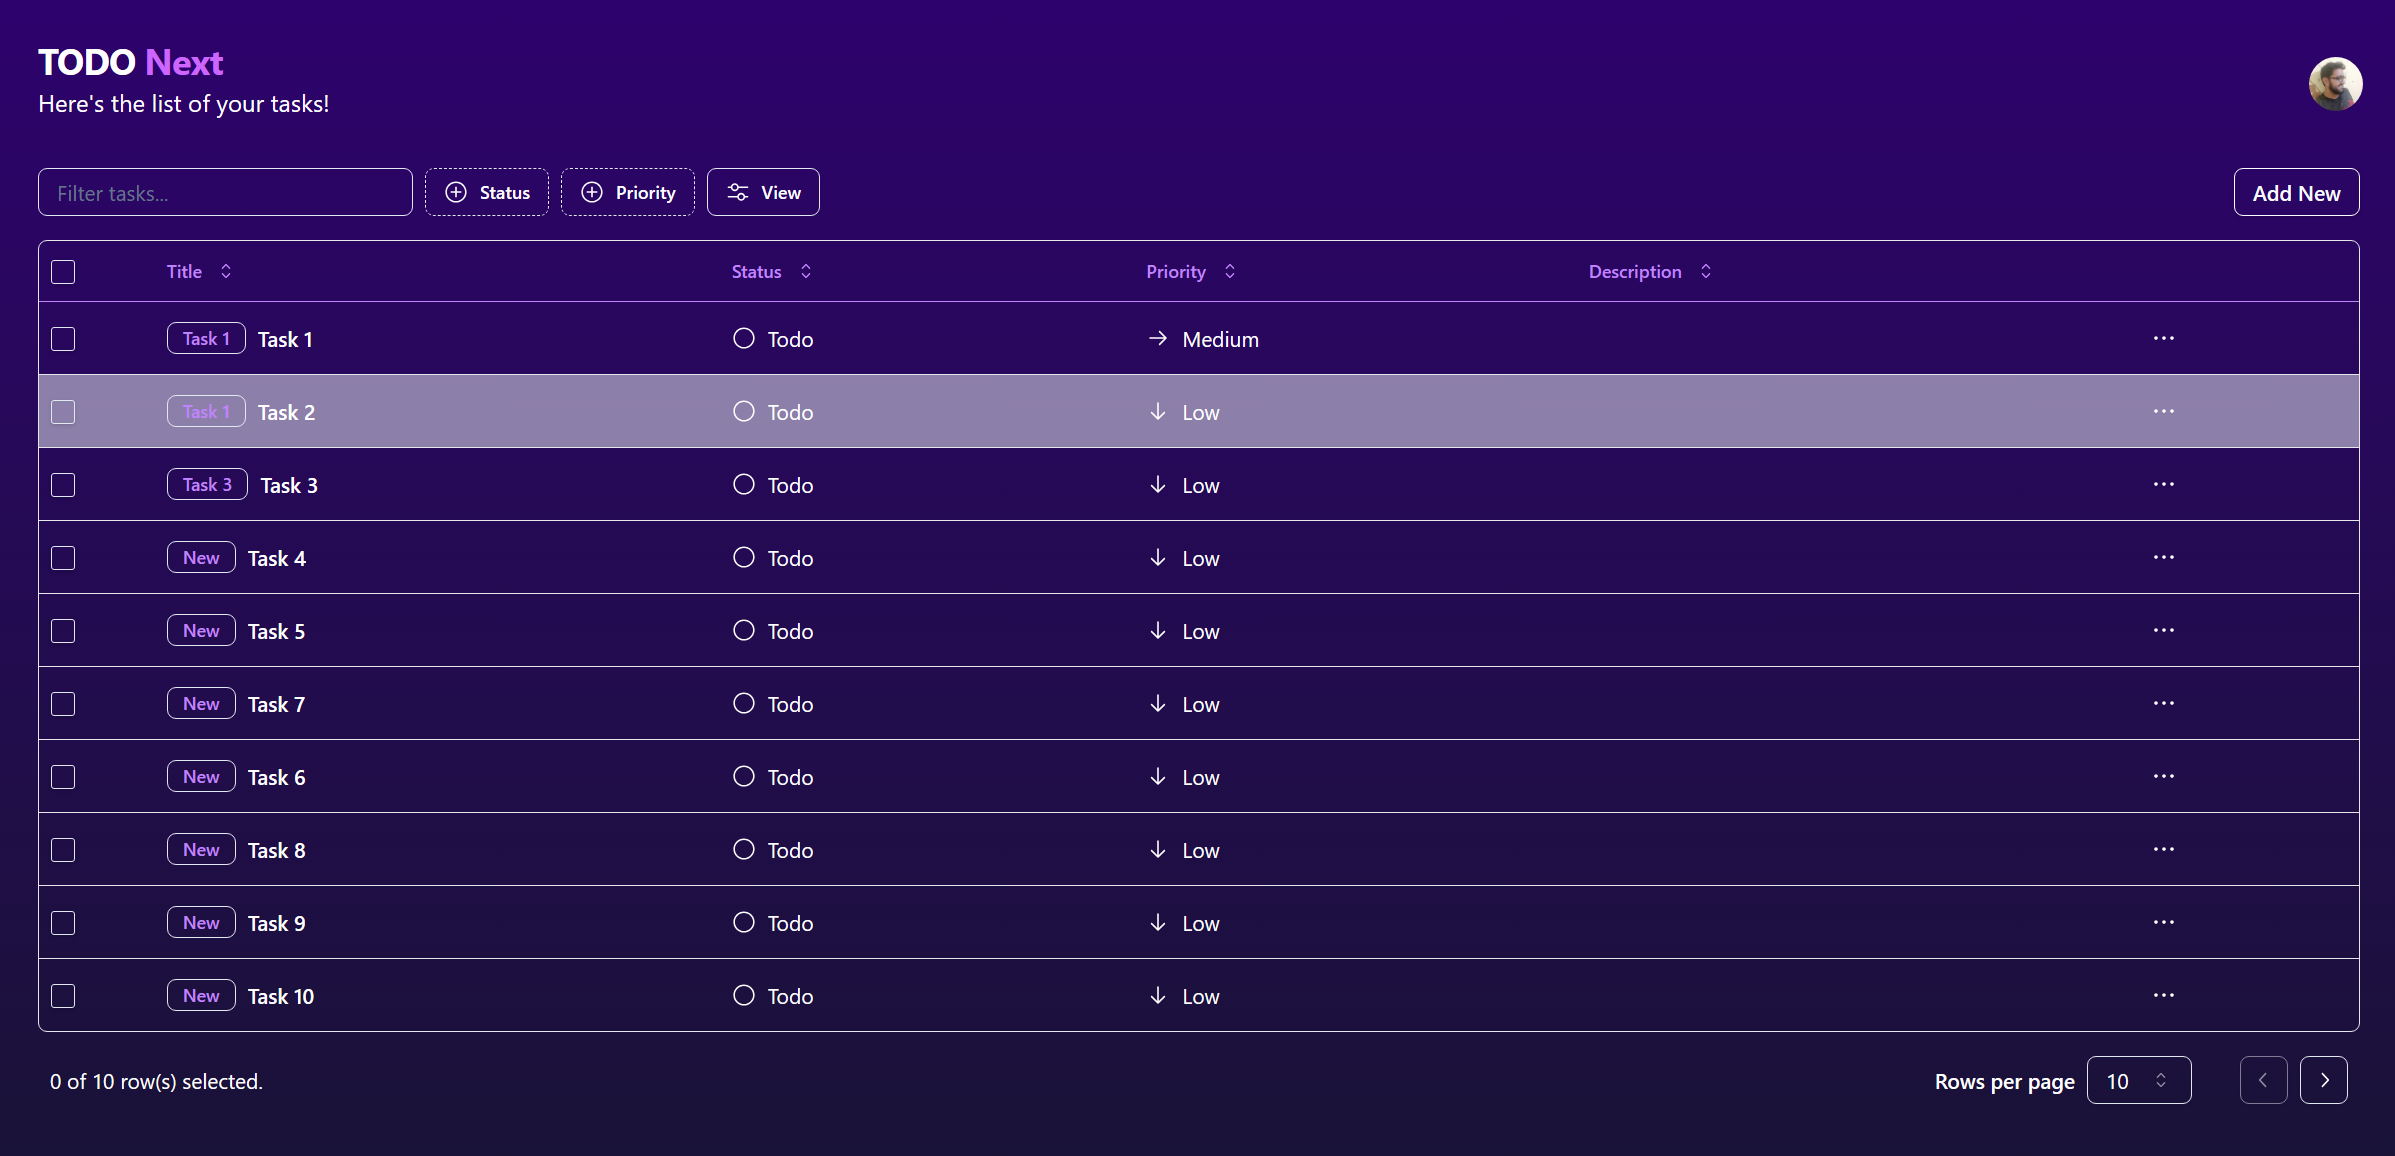 TODO Next
Here's the list of your tasks!
Filter tasks... Status Priority View Add New
Title Status Priority Description
Task 1 Task 1 Todo Medium
Task 1 Task 2 Todo Low
Task 3 Task 3 Todo Low
New Task 4 Todo Low
New Task 5 Todo Low
New Task 7 Todo Low
New Task 6 Todo Low
New Task 8 Todo Low
New Task 9 Todo Low
New Task 10 Todo Low
0 of 10 row(s) selected. Rows per page 10